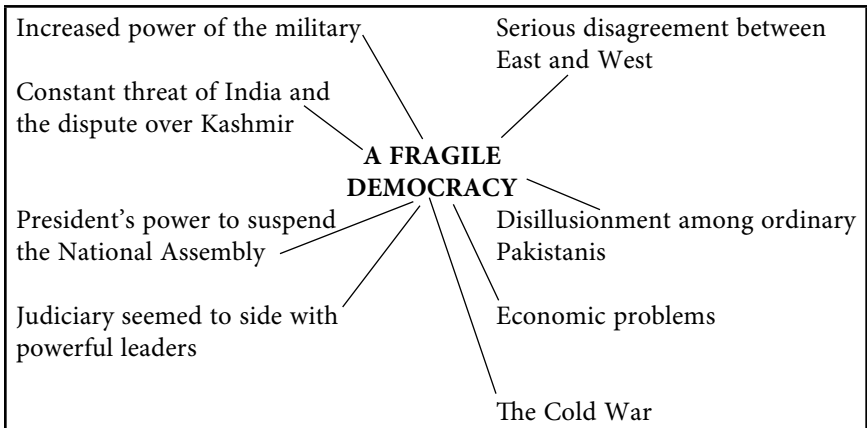 Increased power of the military
Constant threat of India and
the dispute over Kashmir
Serious disagreement between
East and West
A FRAGILE
DEMOCRACY
President’s power to suspend
the National Assembly
Judiciary seemed to side with
powerful leaders
Disillusionment among ordinary
Pakistanis
Economic problems
The Cold War